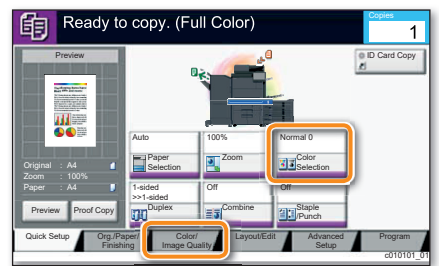 Ready to copy. (Full Color)
Copies
1
Preview
ID Card Copy
Original : A4
Zoom : 100%
Paper : A4
Preview
Proof Copy
Auto
Paper
Selection
100%
Zoom
Normal 0
Color
Selection
1-sided
>>1-sided
Duplex
Off
Combine
Off
Staple
/Punch
Quick Setup
Org./Paper/
Finishing
Color/
Image Quality
Layout/Edit
Advanced
Setup
Program
c010101_01